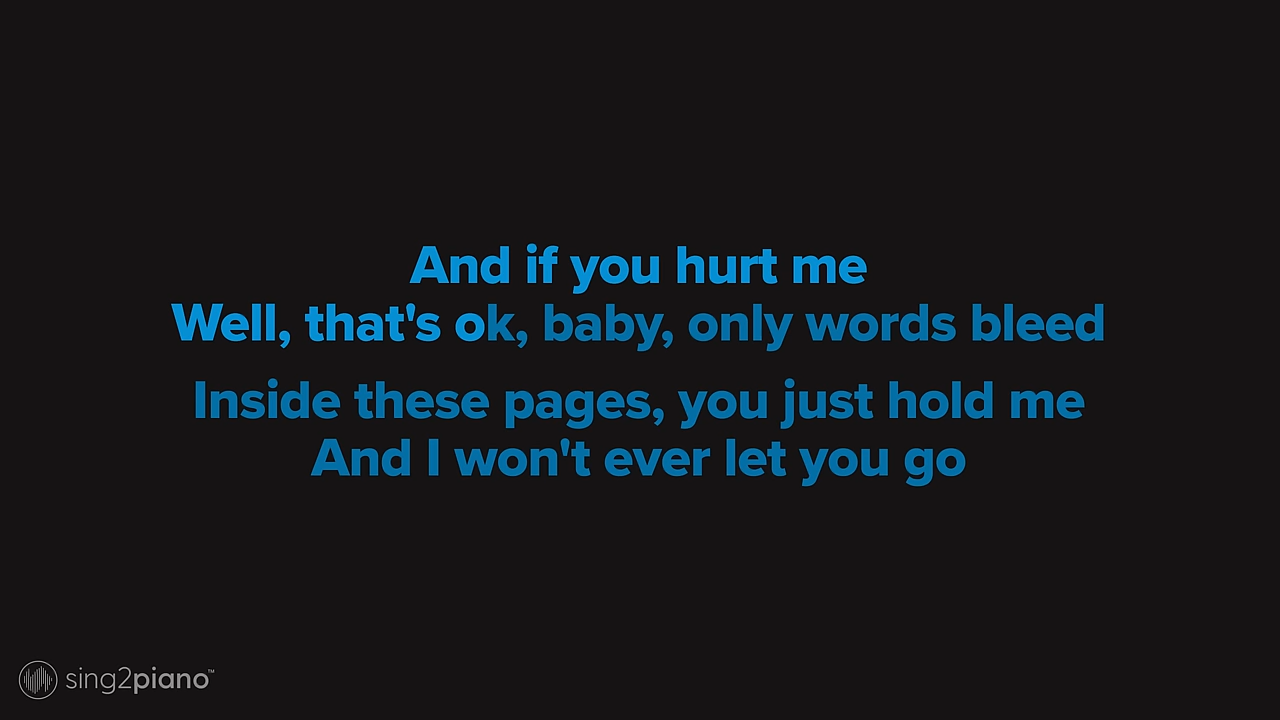 And if you hurt me
Well, that's ok, baby, only words bleed
Inside these pages, you just hold me
And I won't ever let you go
sing2piano™